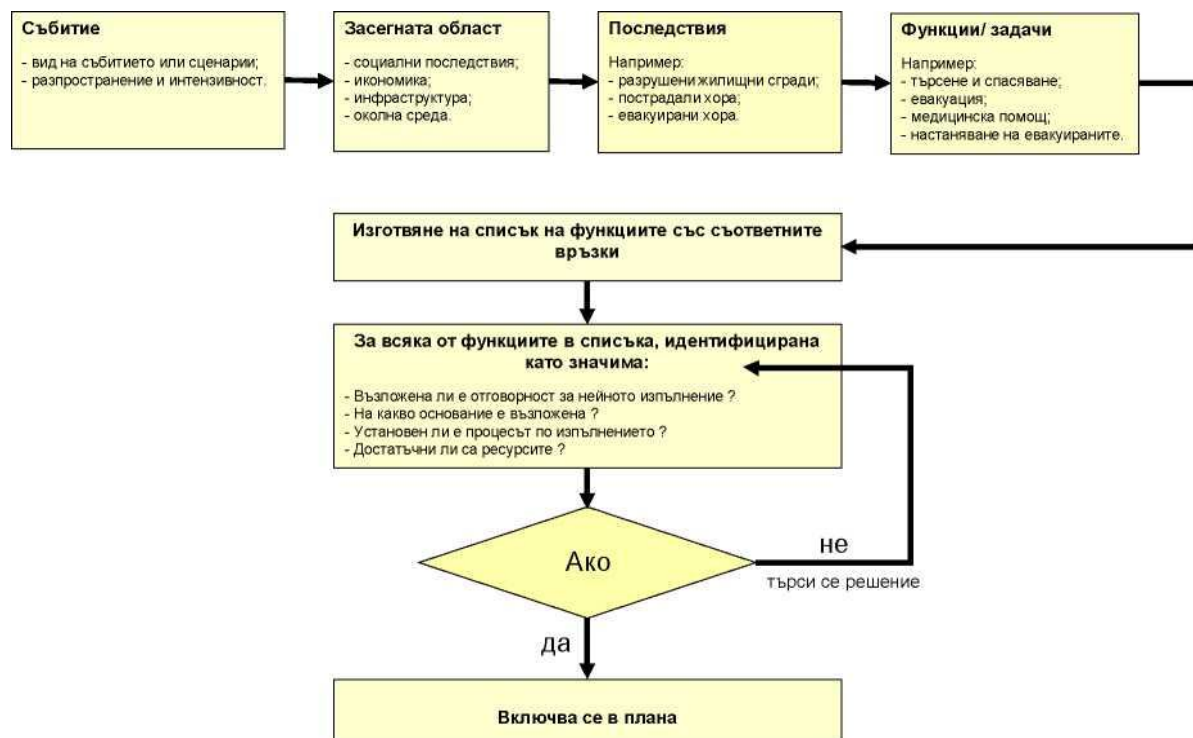 Събитие
- вид на събитието или сценарии;
- разпространение и интензивност.
Засегната област
- социални последствия;
- икономика;
- инфраструктура;
- околна среда.
Последствия
Например:
- разрушени жилищни сгради;
- пострадали хора;
- евакуирани хора.
Функции/ задачи
Например:
- търсене и спасяване;
- евакуация;
- медицинска помощ;
- настаняване на евакуираните.
Изготвяне на списък на функциите със съответните
връзки
За всяка от функциите в списъка, идентифицирана
като значима:
- Възложена ли е отговорност за нейното изпълнение ?
- На какво основание е възложена ?
- Установен ли е процесът по изпълнението ?
- Достатъчни ли са ресурсите ?
Ако
не
търси се решение
да
Включва се в плана